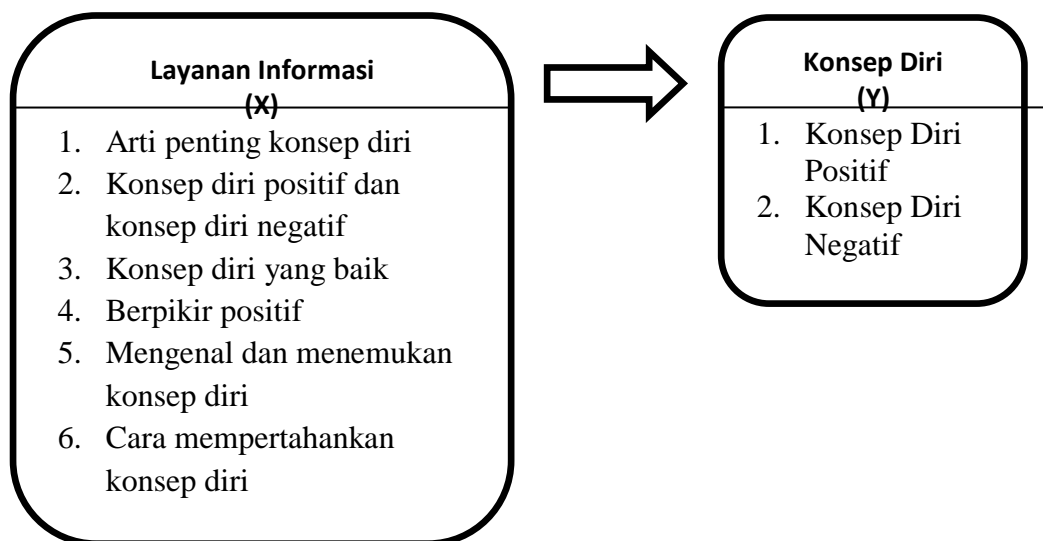 Layanan Informasi
(X)
1. Arti penting konsep diri
2. Konsep diri positif dan
konsep diri negatif
3. Konsep diri yang baik
4. Berpikir positif
5. Mengenal dan menemukan
konsep diri
6. Cara mempertahankan
konsep diri
Konsep Diri
(Y)
1. Konsep Diri
Positif
2. Konsep Diri
Negatif